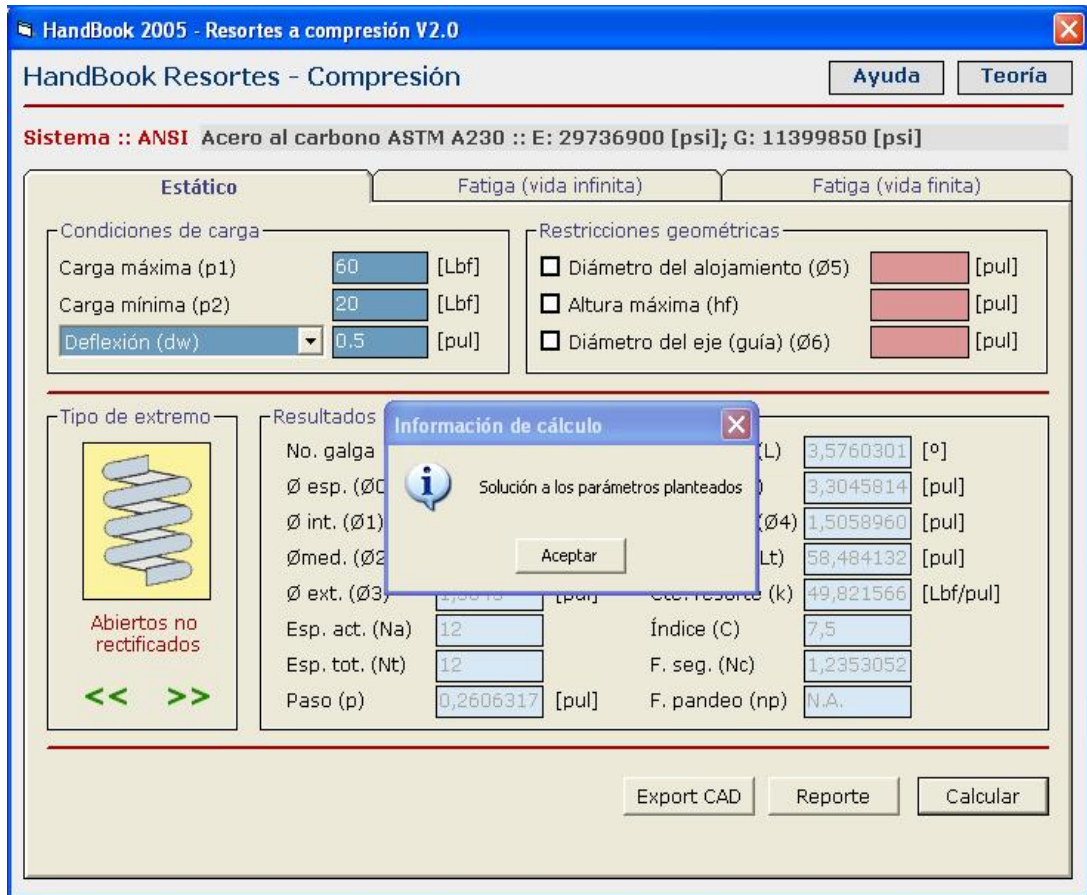 HandBook 2005 - Resortes a compresión V2.0
HandBook Resortes - Compresión
Ayuda
Teoría
Sistema :: ANSI Acero al carbono ASTM A230 :: E: 29736900 [psi]; G: 11399850 [psi]
Estático
Fatiga (vida infinita)
Fatiga (vida finita)
Condiciones de carga
Carga máxima (p1) 60 [Lbf]
Carga mínima (p2) 20 [Lbf]
Deflexión (dw) 0.5 [pul]
Restricciones geométricas
Diámetro del alojamiento (Ø5) [pul]
Altura máxima (hf) [pul]
Diámetro del eje (guía) (Ø6) [pul]
Tipo de extremo
Abiertos no
rectificados
<< >>
Resultados
No. galga
Ø esp.
Ø int. (Ø1)
Ømed.
Ø ext. (Ø3) [pul]
Esp. act. (Na) 12
Esp. tot. (Nt) 12
Paso (p) 0,2606317 [pul]
(L) 3,5760301 [º]
3,3045814 [pul]
(Ø4) 1,5058960 [pul]
Lt) 58,484132 [pul]
(k) 49,821566 [Lbf/pul]
Índice (C) 7,5
F. seg. (Nc) 1,2353052
F. pandeo (np) N.A.
Información de cálculo
Solución a los parámetros planteados
Aceptar
Export CAD
Reporte
Calcular